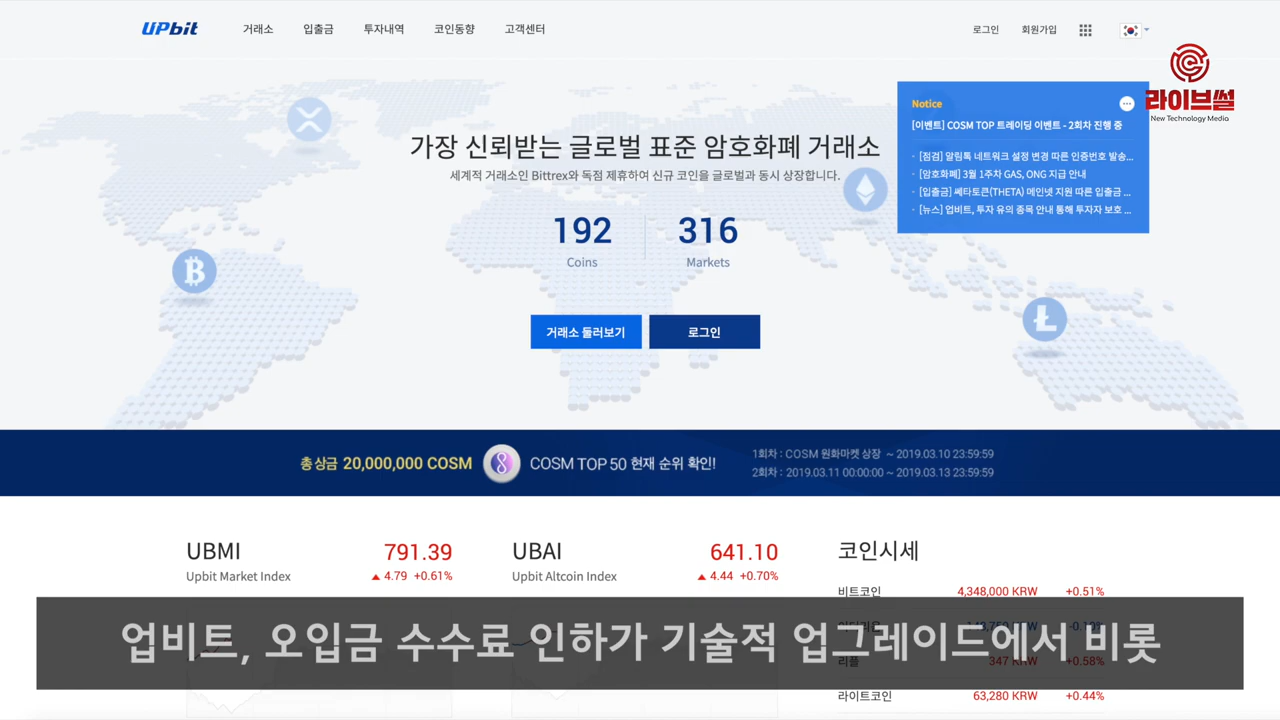 UPbit 거래소 입출금 투자내역 코인동향 고객센터 로그인 회원가입
라이브썰
New Technology Media
Notice
[이벤트] COSM TOP 트레이딩 이벤트 - 2회차 진행 중
· [점검] 알림톡 네트워크 설정 변경 따른 인증번호 발송...
· [암호화폐] 3월 1주차 GAS, ONG 지급 안내
· [입출금] 쎄타토큰(THETA) 메인넷 지원 따른 입출금 ...
· [뉴스] 업비트, 투자 유의 종목 안내 통해 투자자 보호 ...
가장 신뢰받는 글로벌 표준 암호화폐 거래소
세계적 거래소인 Bittrex와 독점 제휴하여 신규 코인을 글로벌과 동시 상장합니다.
192 316
Coins Markets
거래소 둘러보기 로그인
총 상금 20,000,000 COSM COSM TOP 50 현재 순위 확인!
1회차 : COSM 원화마켓 상장 ~ 2019.03.10 23:59:59
2회차 : 2019.03.11 00:00:00 ~ 2019.03.13 23:59:59
UBMI 791.39
Upbit Market Index ▲ 4.79 +0.61%
UBAI 641.10
Upbit Altcoin Index ▲ 4.44 +0.70%
코인시세
비트코인 4,348,000 KRW +0.51%
리플 347 KRW +0.58%
라이트코인 63,280 KRW +0.44%
업비트, 오입금 수수료 인하가 기술적 업그레이드에서 비롯